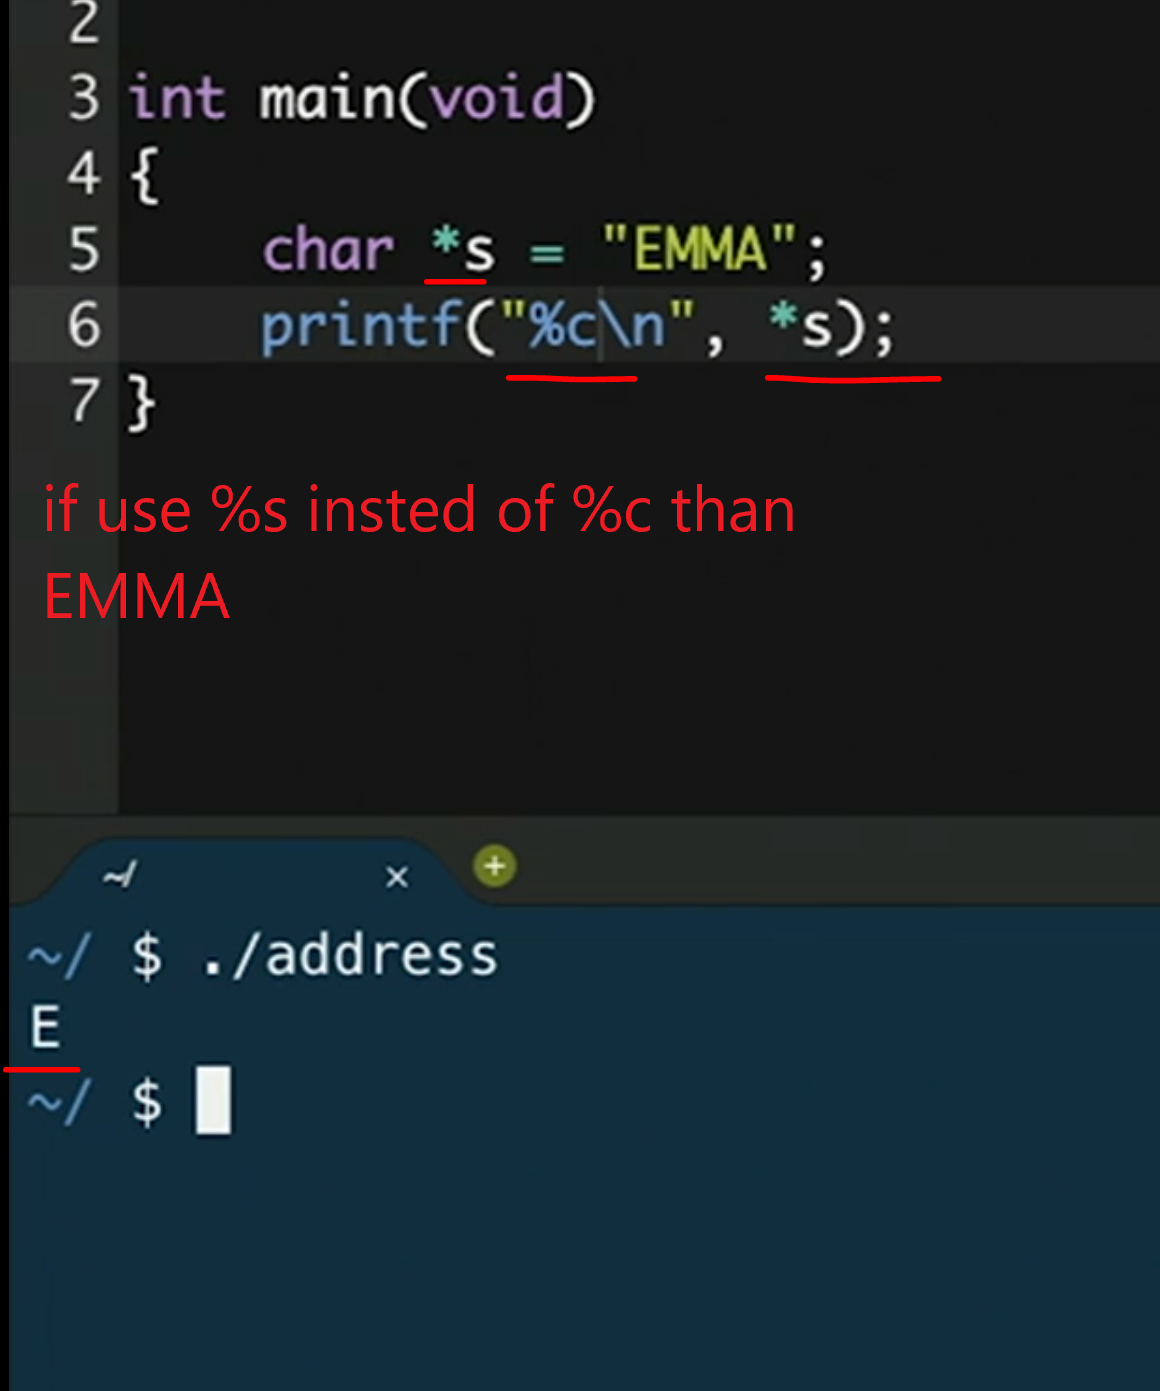 2
3 int main(void)
4 {
5 char *s = "EMMA";
6 printf("%c\n", *s);
7 }
if use %s insted of %c than
EMMA
~/ × +
~/ $ ./address
E
~/ $